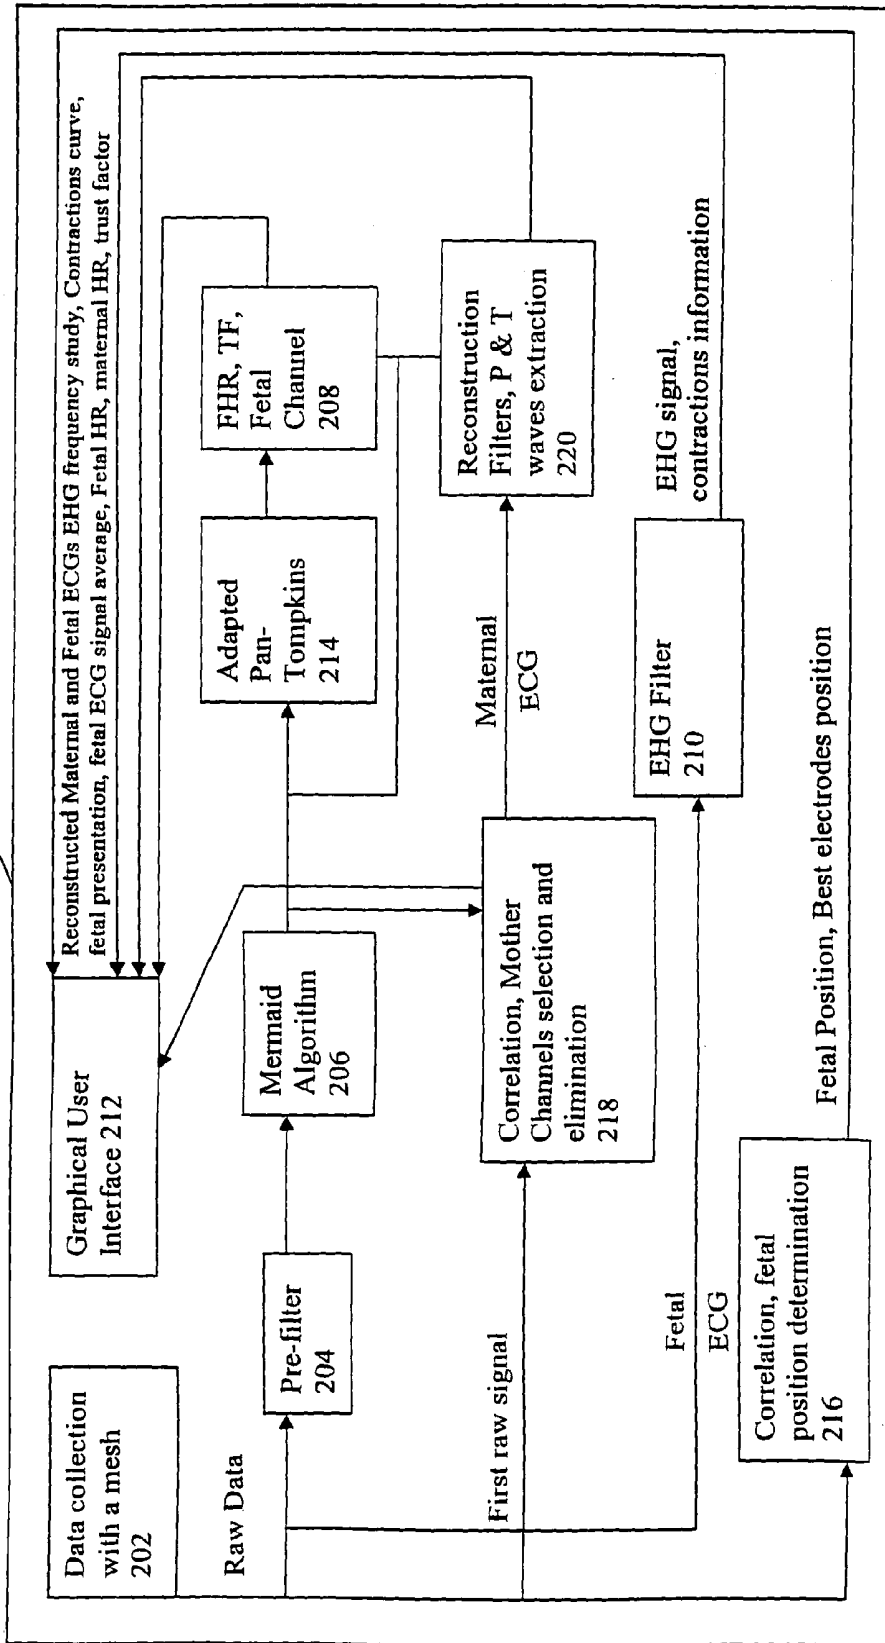 Data collection
with a mesh
202
Graphical User
Interface 212
Reconstructed Maternal and Fetal ECGs EHG frequency study, Contractions curve,
fetal presentation, fetal ECG signal average, Fetal HR, maternal HR, trust factor
Raw Data
Pre-filter
204
Mermaid
Algorithm
206
Adapted
Pan-
Tompkins
214
FHR, TF,
Fetal
Channel
208
First raw signal
Correlation, Mother
Channels selection and
elimination
218
Maternal
ECG
Reconstruction
Filters, P & T
waves extraction
220
Fetal
ECG
EHG Filter
210
EHG signal,
contractions information
Correlation, fetal
position determination
216
Fetal Position, Best electrodes position